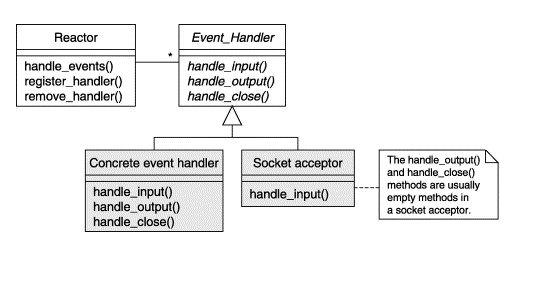 Reactor
handle_events()
register_handler()
remove_handler()
*
Event_Handler
handle_input()
handle_output()
handle_close()
Concrete event handler
handle_input()
handle_output()
handle_close()
Socket acceptor
handle_input()
The handle_output()
and handle_close()
methods are usually
empty methods in
a socket acceptor.